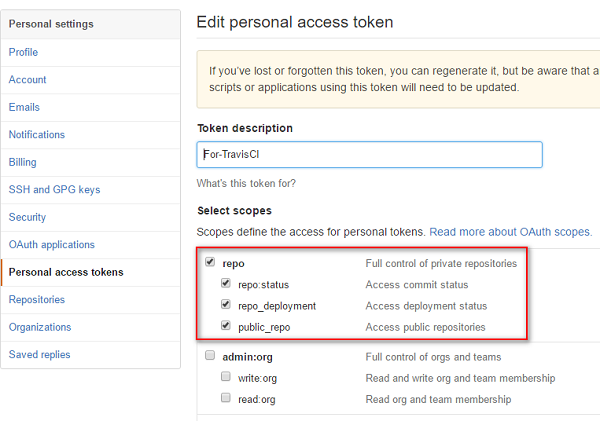 Personal settings
Profile
Account
Emails
Notifications
Billing
SSH and GPG keys
Security
OAuth applications
Personal access tokens
Repositories
Organizations
Saved replies
Edit personal access token
If you've lost or forgotten this token, you can regenerate it, but be aware that a
scripts or applications using this token will need to be updated.
Token description
For-TravisCI
What's this token for?
Select scopes
Scopes define the access for personal tokens. Read more about OAuth scopes.
repo Full control of private repositories
repo:status Access commit status
repo_deployment Access deployment status
public_repo Access public repositories
admin:org Full control of orgs and teams
write:org Read and write org and team membership
read:org Read org and team membership